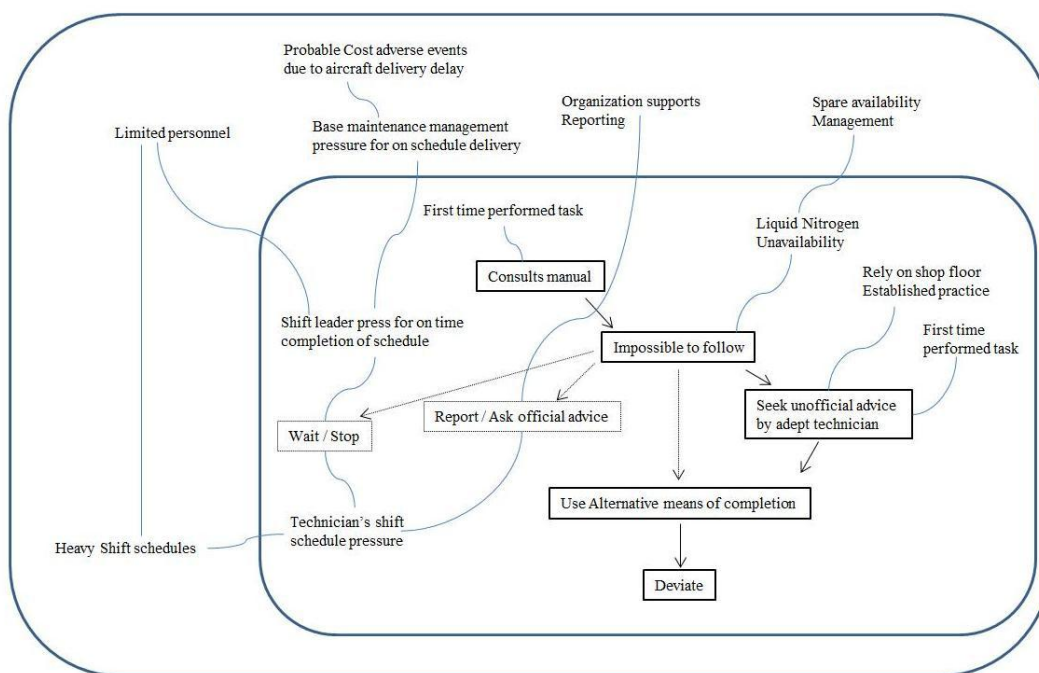 Probable Cost adverse events
due to aircraft delivery delay
Organization supports
Reporting
Spare availability
Management
Limited personnel
Base maintenance management
pressure for on schedule delivery
First time performed task
Liquid Nitrogen
Unavailability
Consults manual
Rely on shop floor
Established practice
Shift leader press for on time
completion of schedule
Impossible to follow
First time
performed task
Seek unofficial advice
by adept technician
Report / Ask official advice
Wait / Stop
Use Alternative means of completion
Technician's shift
schedule pressure
Heavy Shift schedules
Deviate